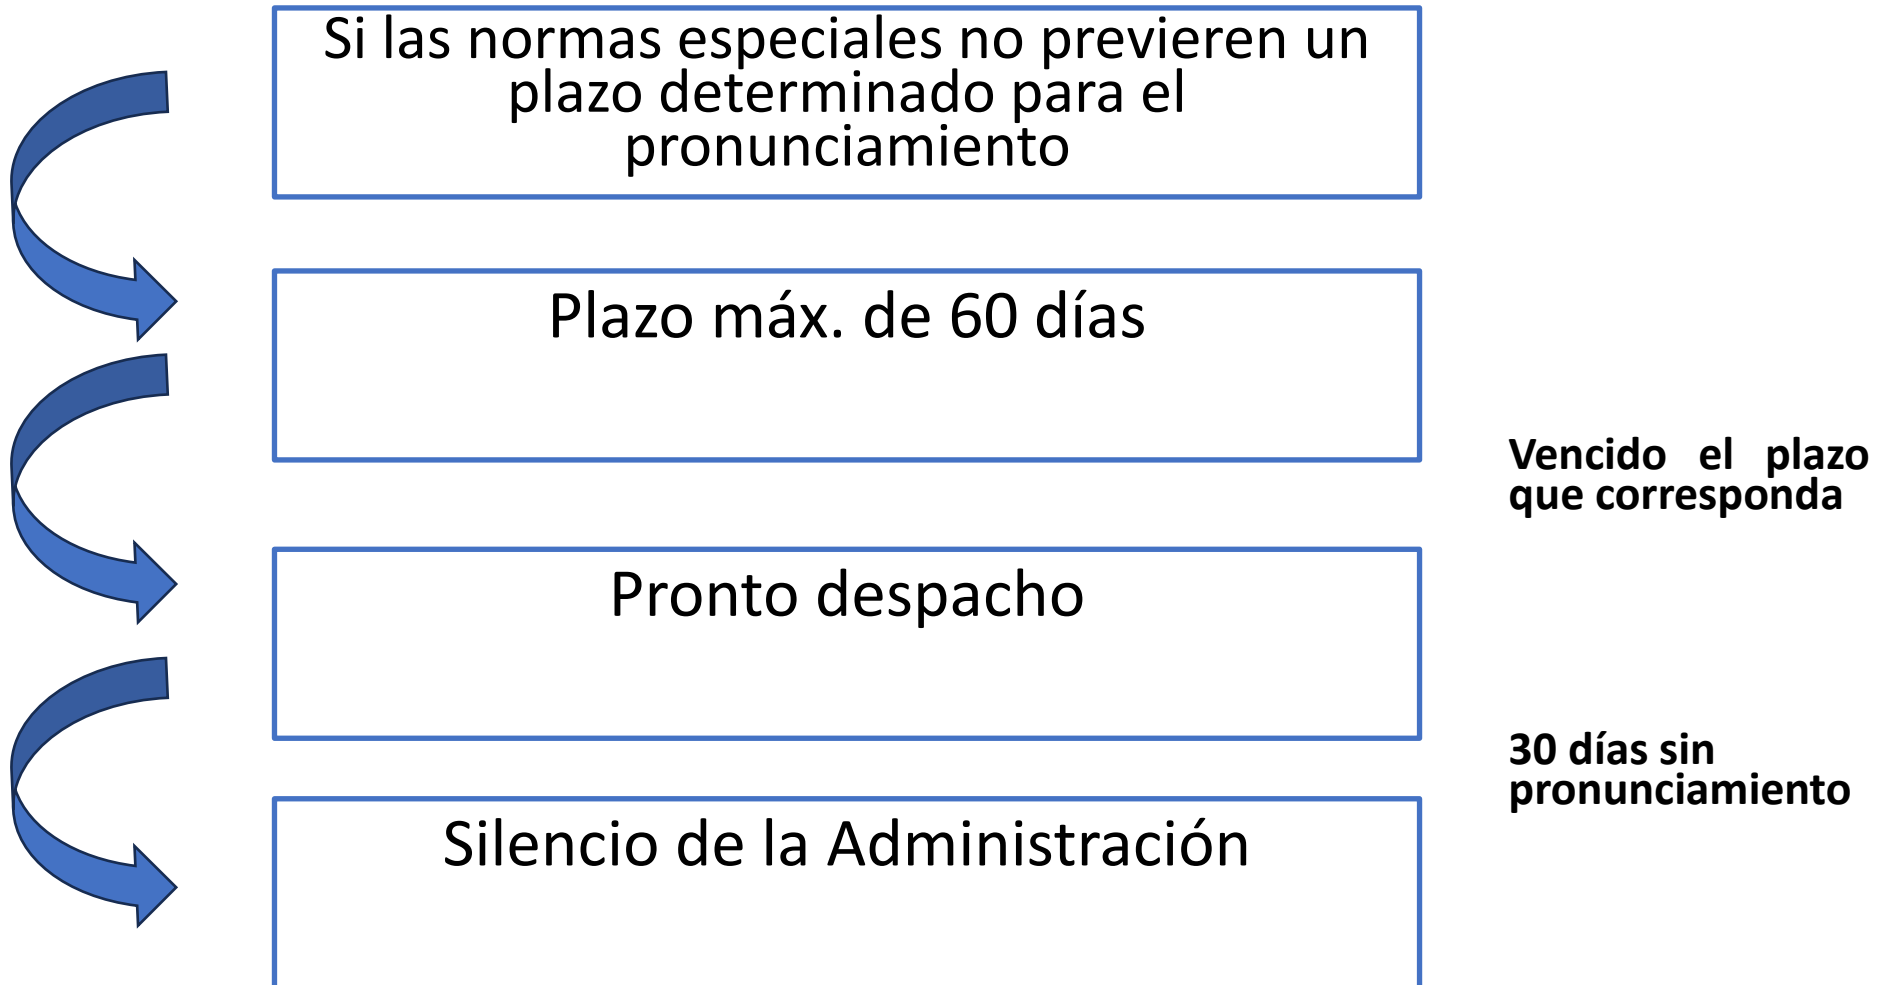 Si las normas especiales no previeren un
plazo determinado para el
pronunciamiento
Plazo máx. de 60 días
Vencido el plazo
que corresponda
Pronto despacho
30 días sin
pronunciamiento
Silencio de la Administración